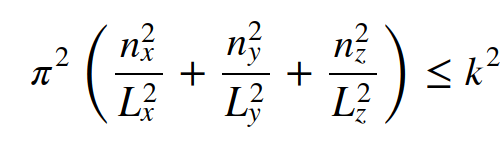 π² ( n_x²/L_x² + n_y²/L_y² + n_z²/L_z² ) ≤ k²